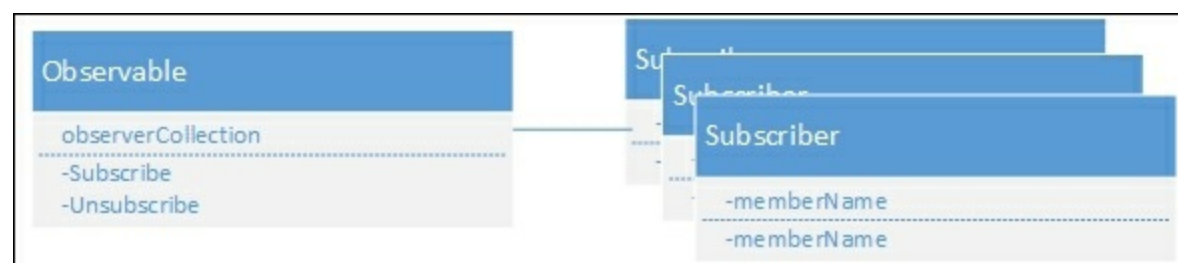 Observable
observerCollection
-Subscribe
-Unsubscribe
Subscriber
-memberName
-memberName